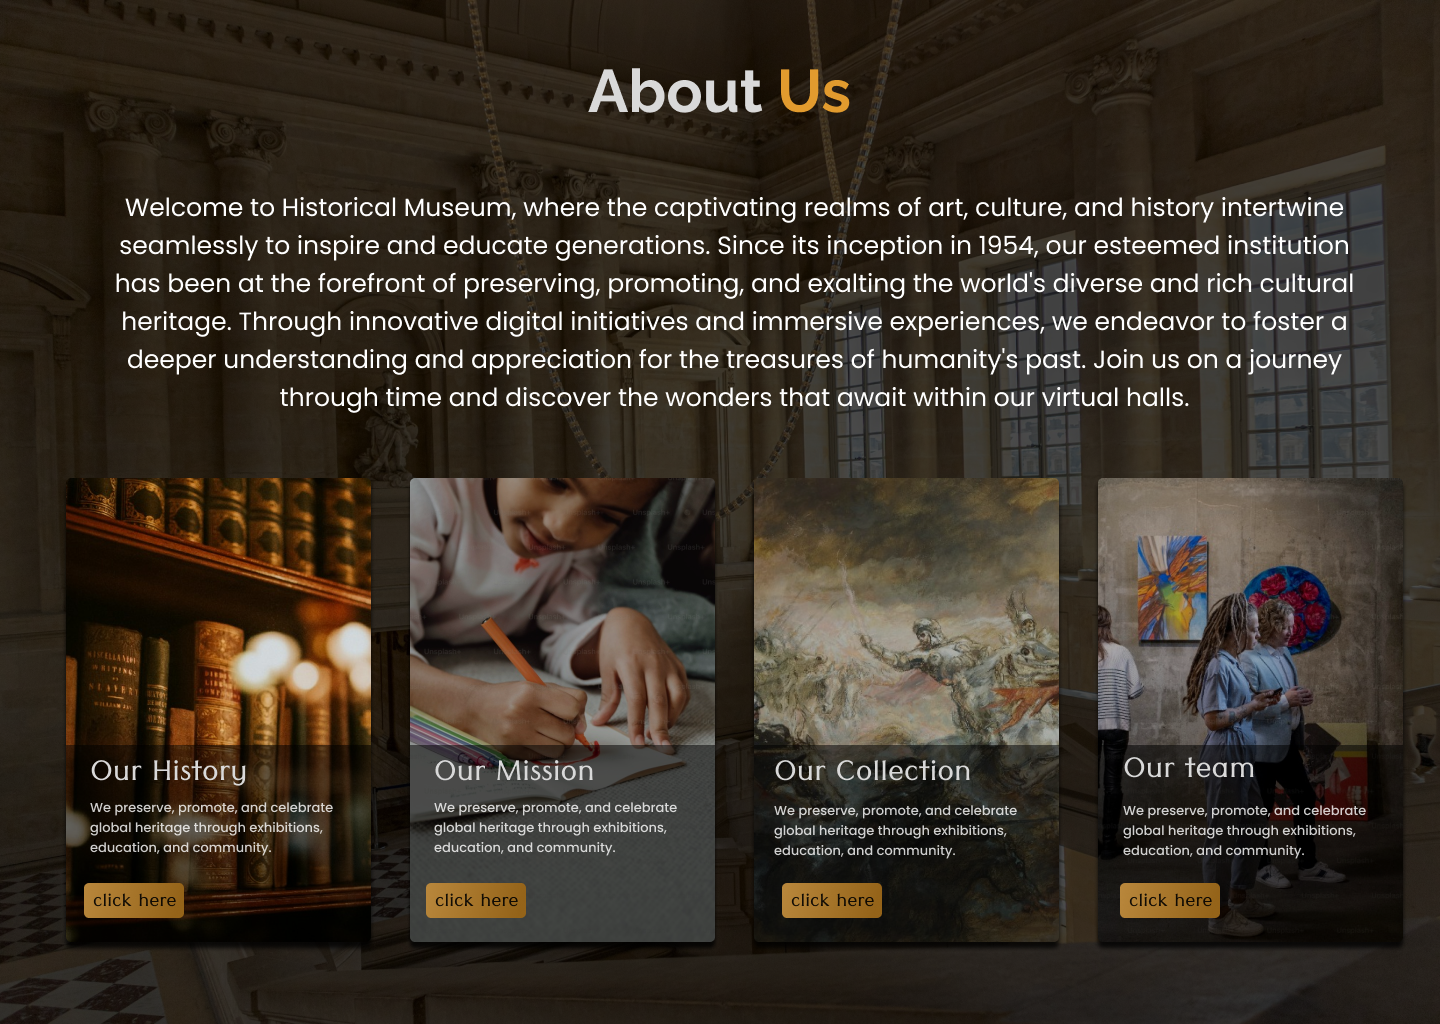 About Us
Welcome to Historical Museum, where the captivating realms of art, culture, and history intertwine
seamlessly to inspire and educate generations. Since its inception in 1954, our esteemed institution
has been at the forefront of preserving, promoting, and exalting the world's diverse and rich cultural
heritage. Through innovative digital initiatives and immersive experiences, we endeavor to foster a
deeper understanding and appreciation for the treasures of humanity's past. Join us on a journey
through time and discover the wonders that await within our virtual halls.
Our History
We preserve, promote, and celebrate
global heritage through exhibitions,
education, and community.
click here
Our Mission
We preserve, promote, and celebrate
global heritage through exhibitions,
education, and community.
click here
Our Collection
We preserve, promote, and celebrate
global heritage through exhibitions,
education, and community.
click here
Our team
We preserve, promote, and celebrate
global heritage through exhibitions,
education, and community.
click here